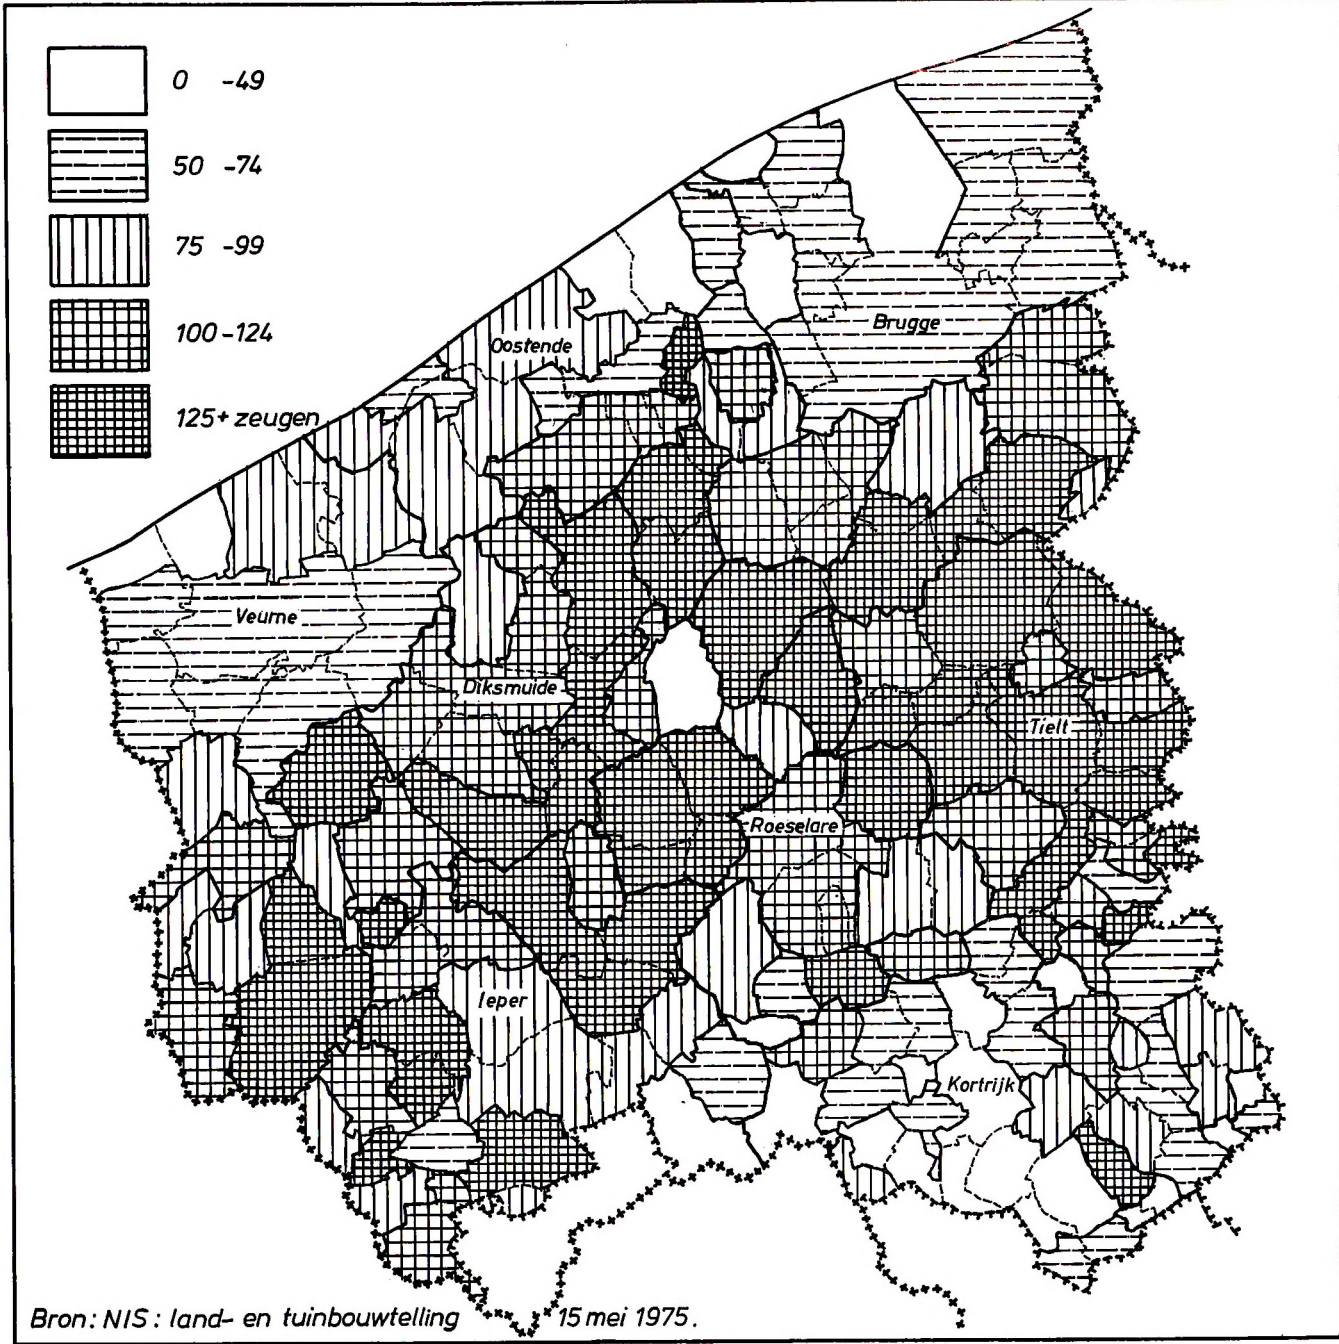 0 -49
50 -74
75 -99
100 -124
125+ zeugen
Brugge
Oostende
Veurne
Diksmuide
Tielt
Roeselare
Ieper
Kortrijk
Bron: NIS: land- en tuinbouwtelling 15 mei 1975.